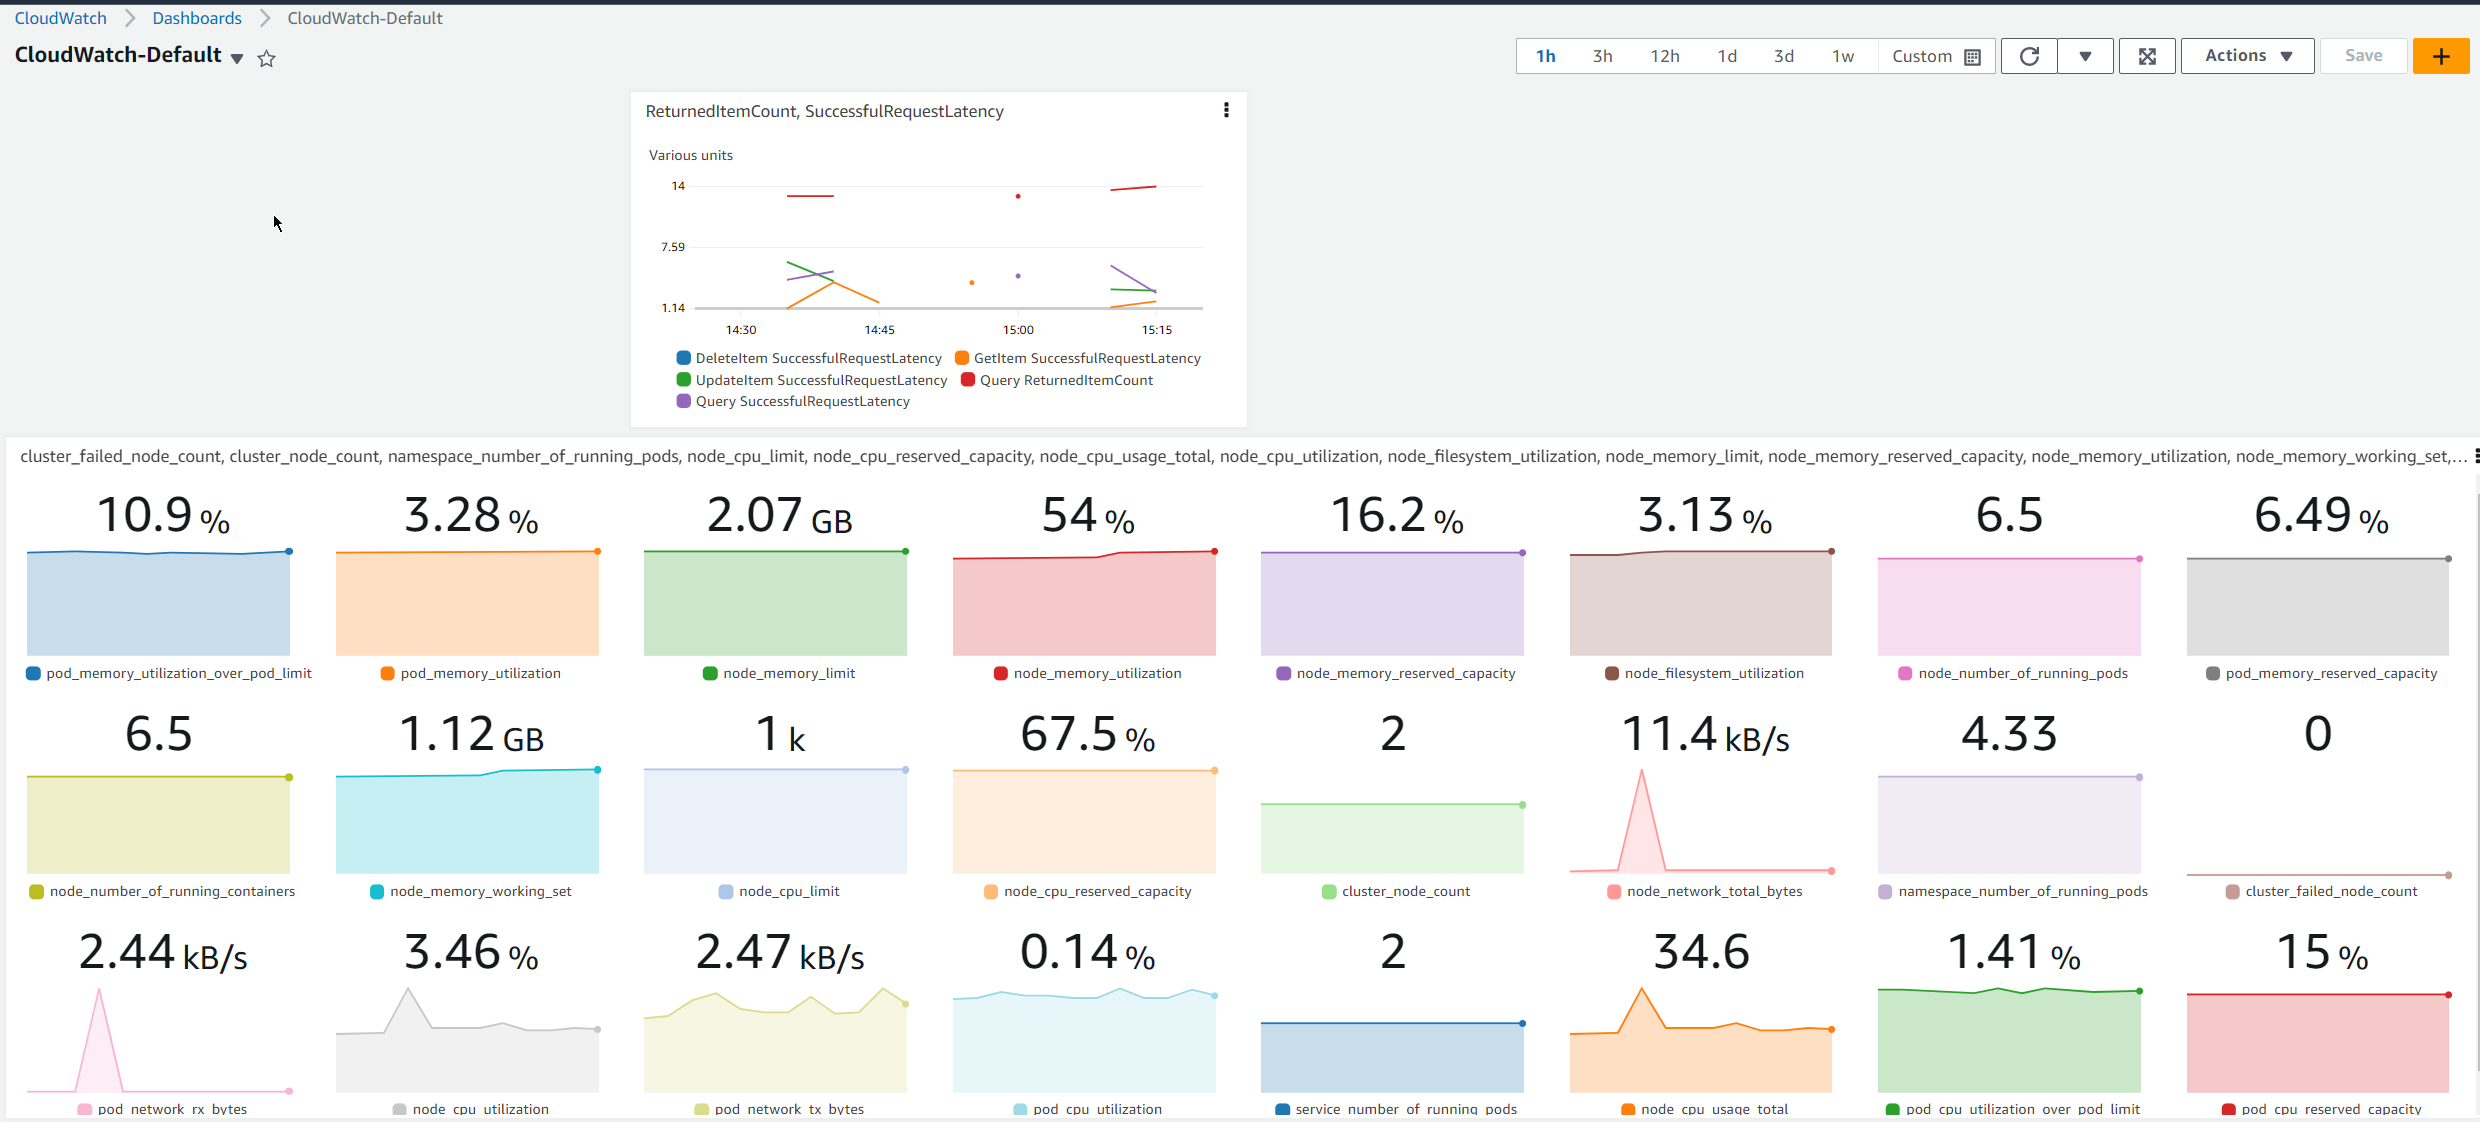 CloudWatch Dashboards CloudWatch-Default
CloudWatch-Default
1h 3h 12h 1d 3d 1w Custom Actions Save +
ReturnedItemCount, SuccessfulRequestLatency
Various units
14
7.59
1.14
14:30 14:45 15:00 15:15
DeleteItem SuccessfulRequestLatency GetItem SuccessfulRequestLatency
UpdateItem SuccessfulRequestLatency Query ReturnedItemCount
Query SuccessfulRequestLatency
cluster_failed_node_count, cluster_node_count, namespace_number_of_running_pods, node_cpu_limit, node_cpu_reserved_capacity, node_cpu_usage_total, node_cpu_utilization, node_filesystem_utilization, node_memory_limit, node_memory_reserved_capacity, node_memory_utilization, node_memory_working_set,...
10.9 % 3.28 % 2.07 GB 54 % 16.2 % 3.13 % 6.5 6.49 %
pod_memory_utilization_over_pod_limit pod_memory_utilization node_memory_limit node_memory_utilization node_memory_reserved_capacity node_filesystem_utilization node_number_of_running_pods pod_memory_reserved_capacity
6.5 1.12 GB 1 k 67.5 % 2 11.4 kB/s 4.33 0
node_number_of_running_containers node_memory_working_set node_cpu_limit node_cpu_reserved_capacity cluster_node_count node_network_total_bytes namespace_number_of_running_pods cluster_failed_node_count
2.44 kB/s 3.46 % 2.47 kB/s 0.14 % 2 34.6 1.41 % 15 %
pod_network_rx_bytes node_cpu_utilization pod_network_tx_bytes pod_cpu_utilization service_number_of_running_pods node_cpu_usage_total pod_cpu_utilization_over_pod_limit pod_cpu_reserved_capacity